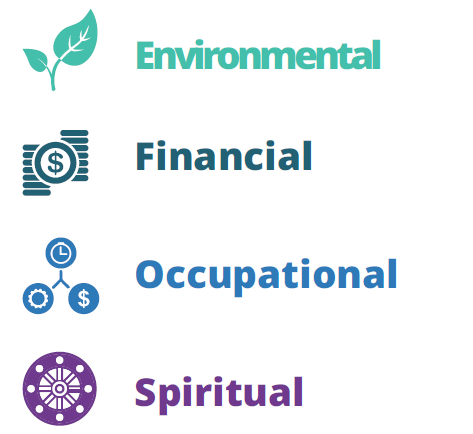 Environmental
$
Financial
Occupational
$
Spiritual